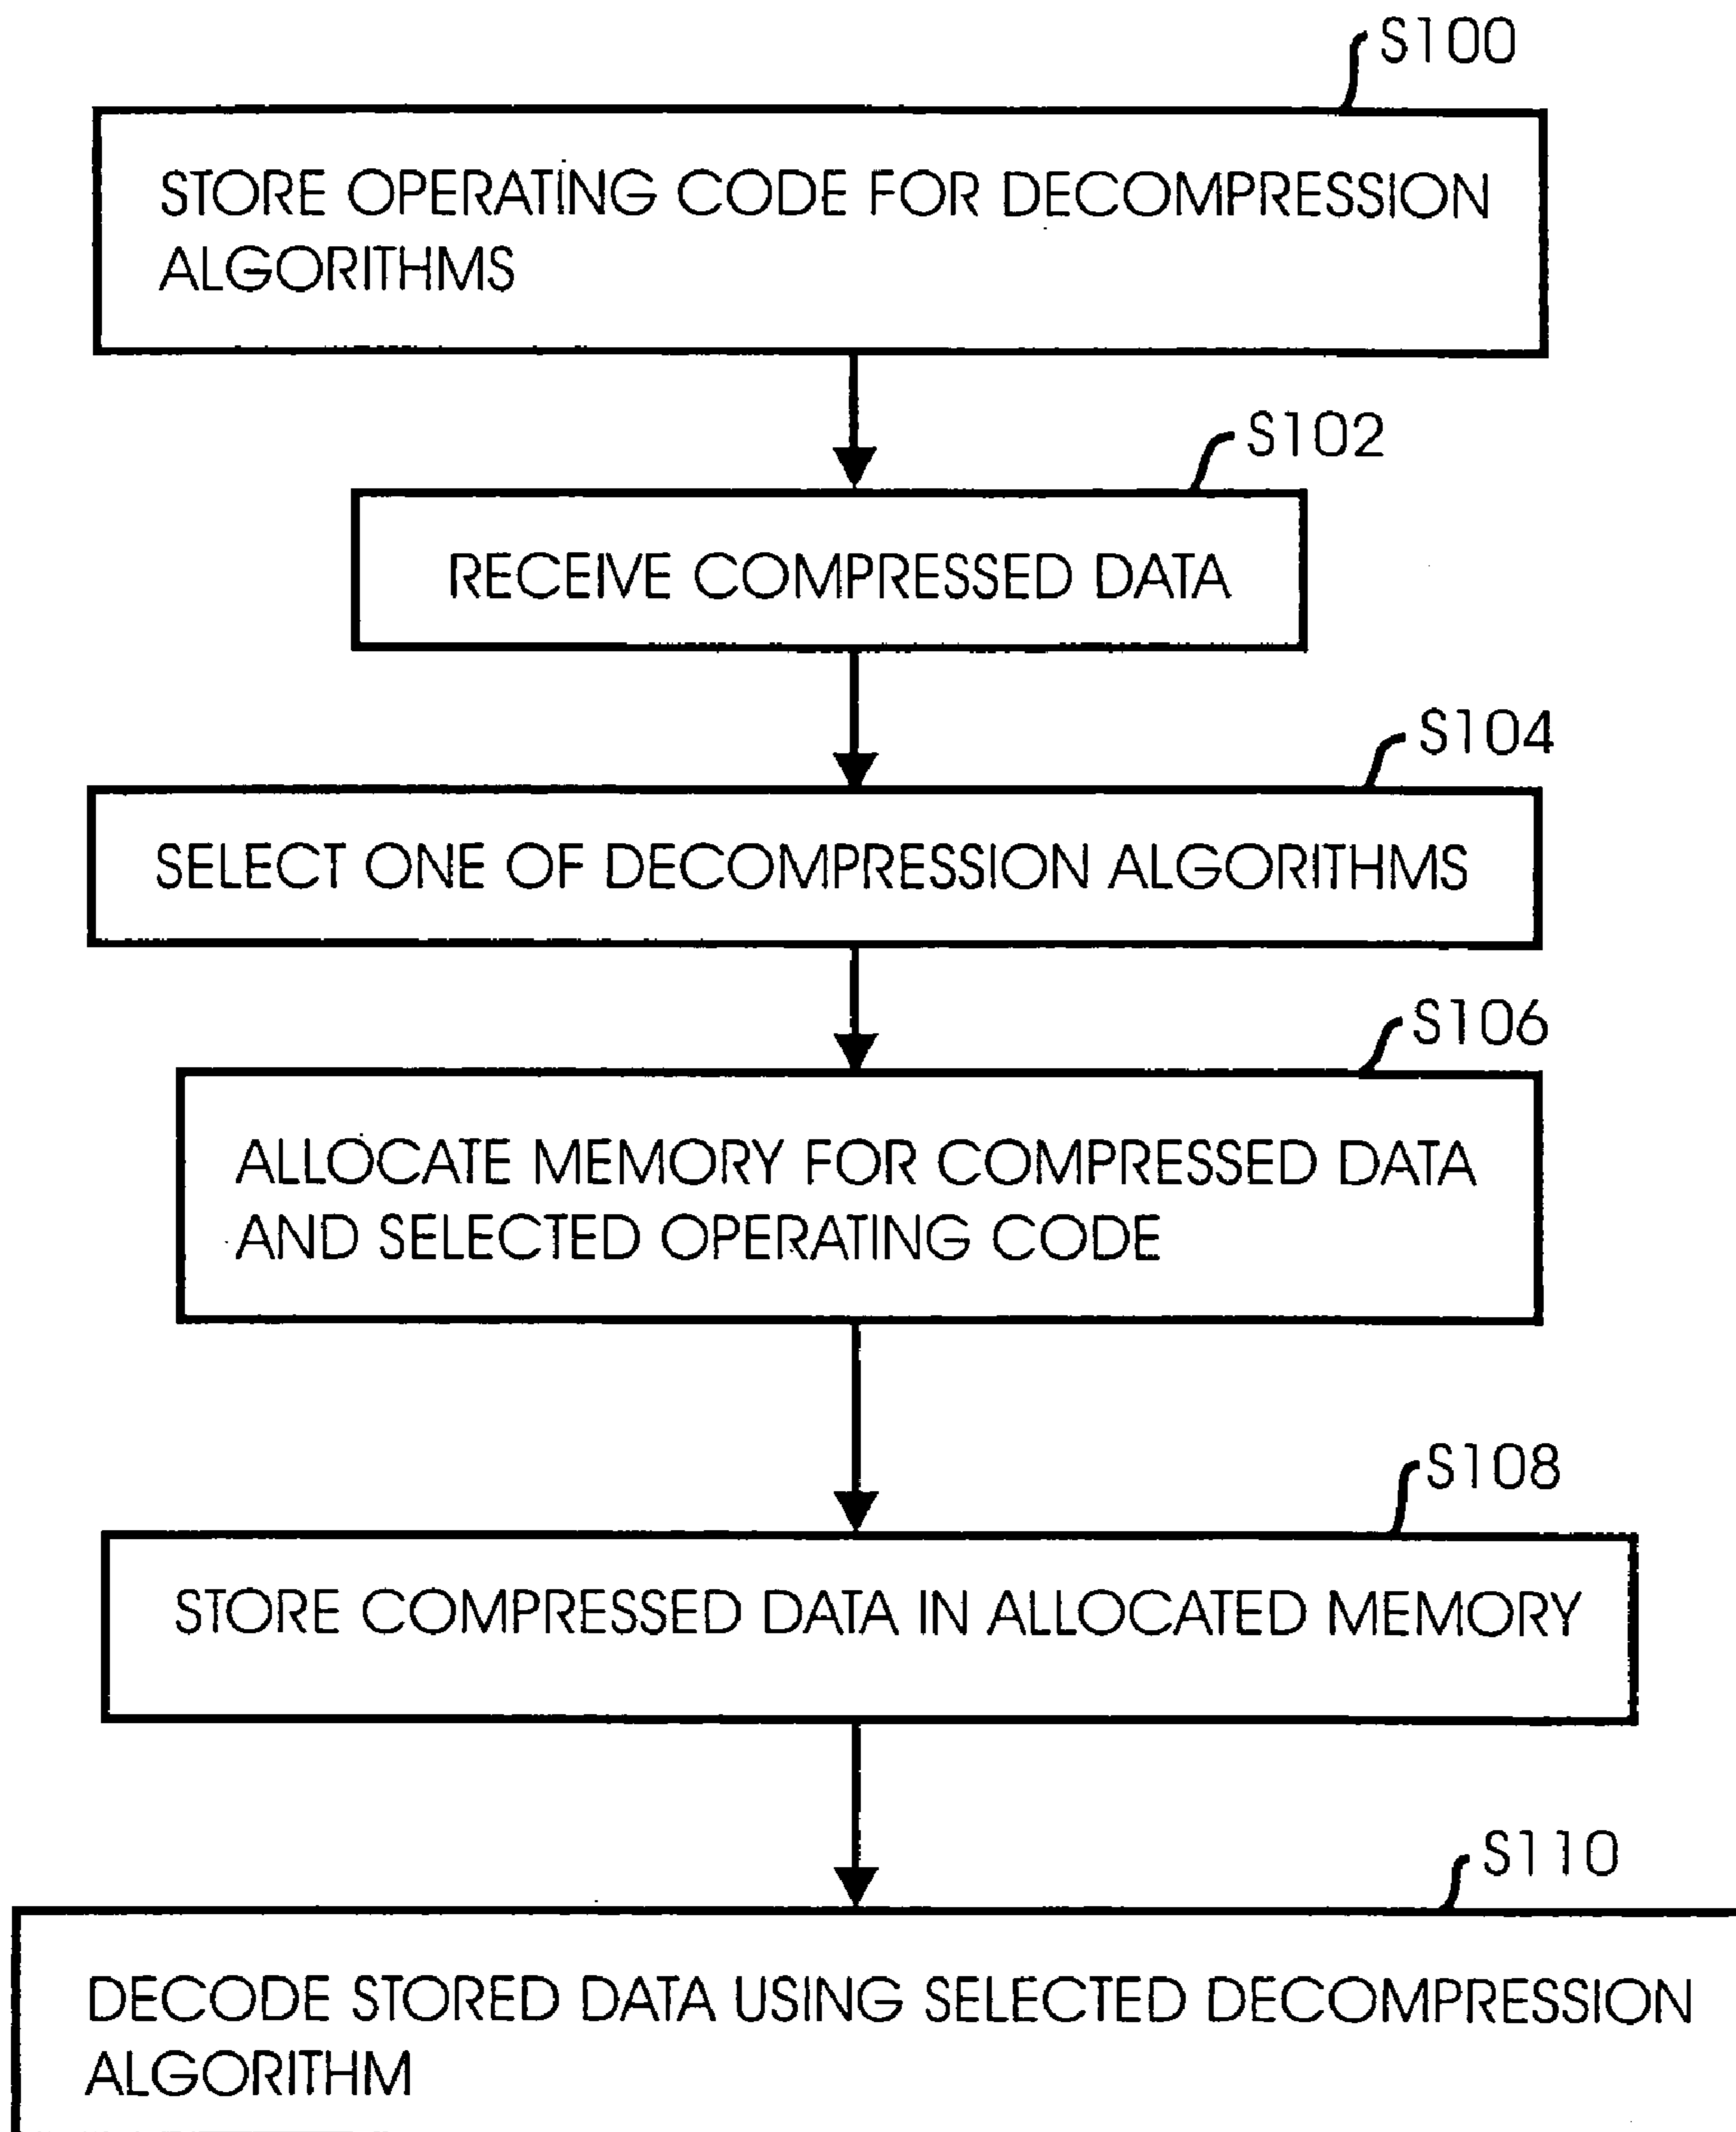 S100
STORE OPERATING CODE FOR DECOMPRESSION
ALGORITHMS
S102
RECEIVE COMPRESSED DATA
S104
SELECT ONE OF DECOMPRESSION ALGORITHMS
S106
ALLOCATE MEMORY FOR COMPRESSED DATA
AND SELECTED OPERATING CODE
S108
STORE COMPRESSED DATA IN ALLOCATED MEMORY
S110
DECODE STORED DATA USING SELECTED DECOMPRESSION
ALGORITHM